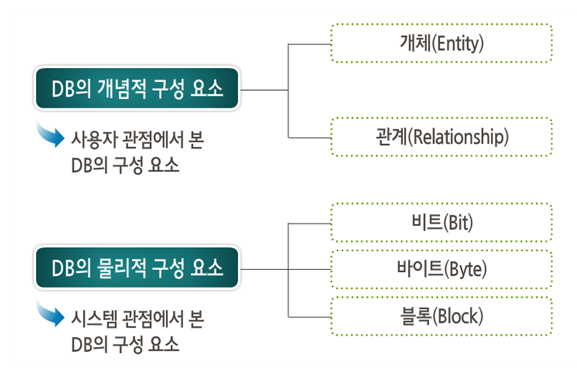 개체(Entity)
DB의 개념적 구성 요소
사용자 관점에서 본
DB의 구성 요소
관계(Relationship)
비트(Bit)
DB의 물리적 구성 요소
바이트(Byte)
시스템 관점에서 본
DB의 구성 요소
블록(Block)